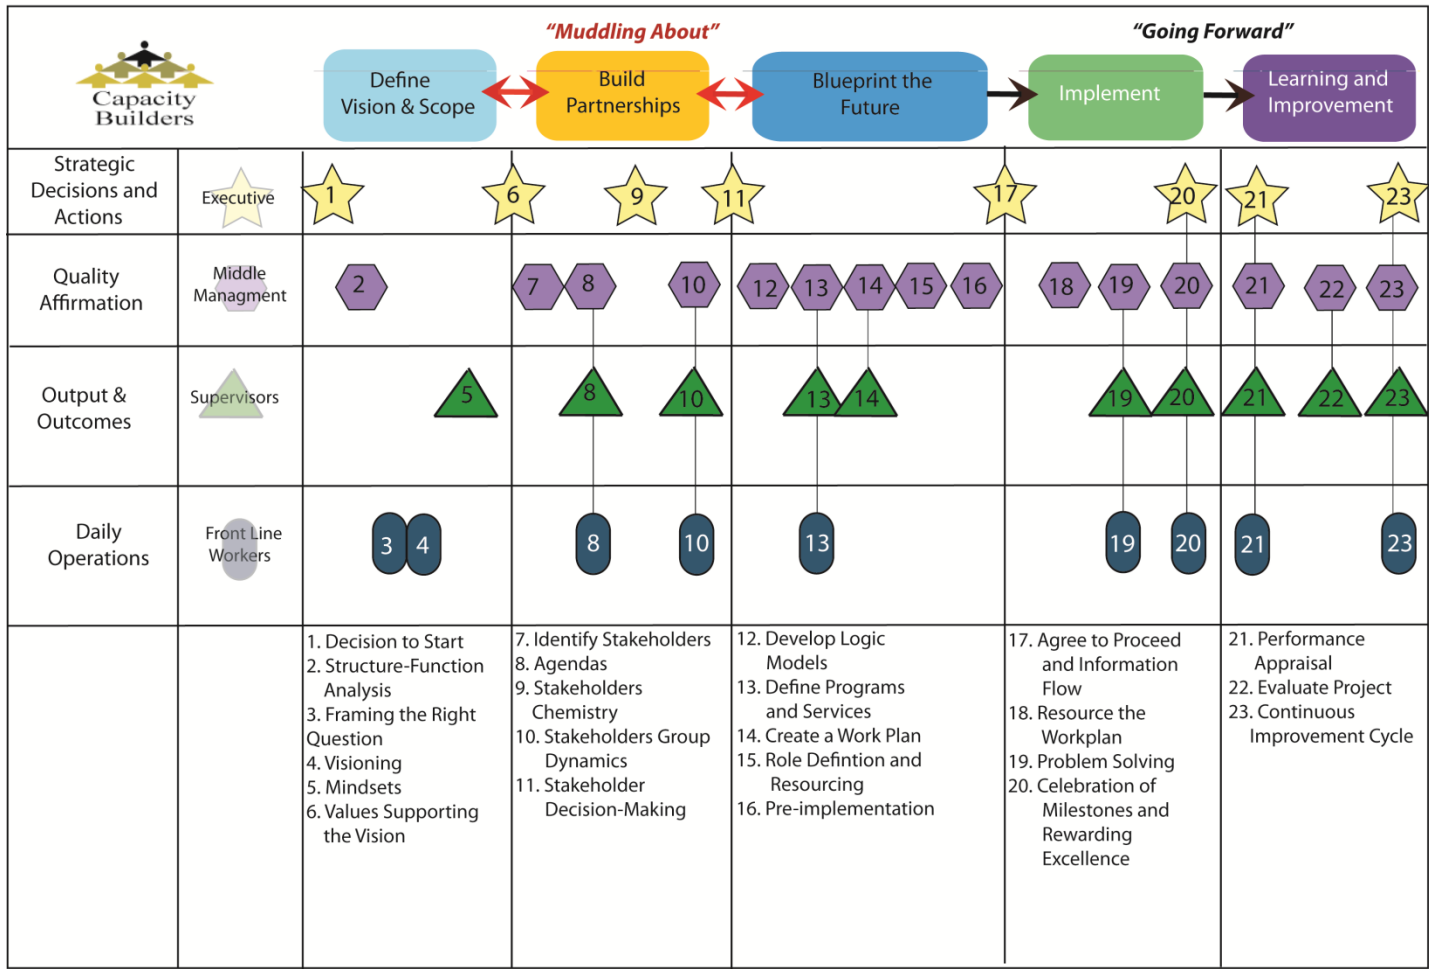 “Muddling About”
“Going Forward”
Capacity
Builders
Define
Vision & Scope
Build
Partnerships
Blueprint the
Future
Implement
Learning and
Improvement
Strategic
Decisions and
Actions
Executive
1
6
9
11
17
20
21
23
Quality
Affirmation
Middle
Managment
2
7
8
10
12
13
14
15
16
18
19
20
21
22
23
Output &
Outcomes
Supervisors
5
8
10
13
14
19
20
21
22
23
Daily
Operations
Front Line
Workers
3
4
8
10
13
19
20
21
23
1. Decision to Start
2. Structure-Function
Analysis
3. Framing the Right
Question
4. Visioning
5. Mindsets
6. Values Supporting
the Vision
7. Identify Stakeholders
8. Agendas
9. Stakeholders
Chemistry
10. Stakeholders Group
Dynamics
11. Stakeholder
Decision-Making
12. Develop Logic
Models
13. Define Programs
and Services
14. Create a Work Plan
15. Role Defintion and
Resourcing
16. Pre-implementation
17. Agree to Proceed
and Information
Flow
18. Resource the
Workplan
19. Problem Solving
20. Celebration of
Milestones and
Rewarding
Excellence
21. Performance
Appraisal
22. Evaluate Project
23. Continuous
Improvement Cycle